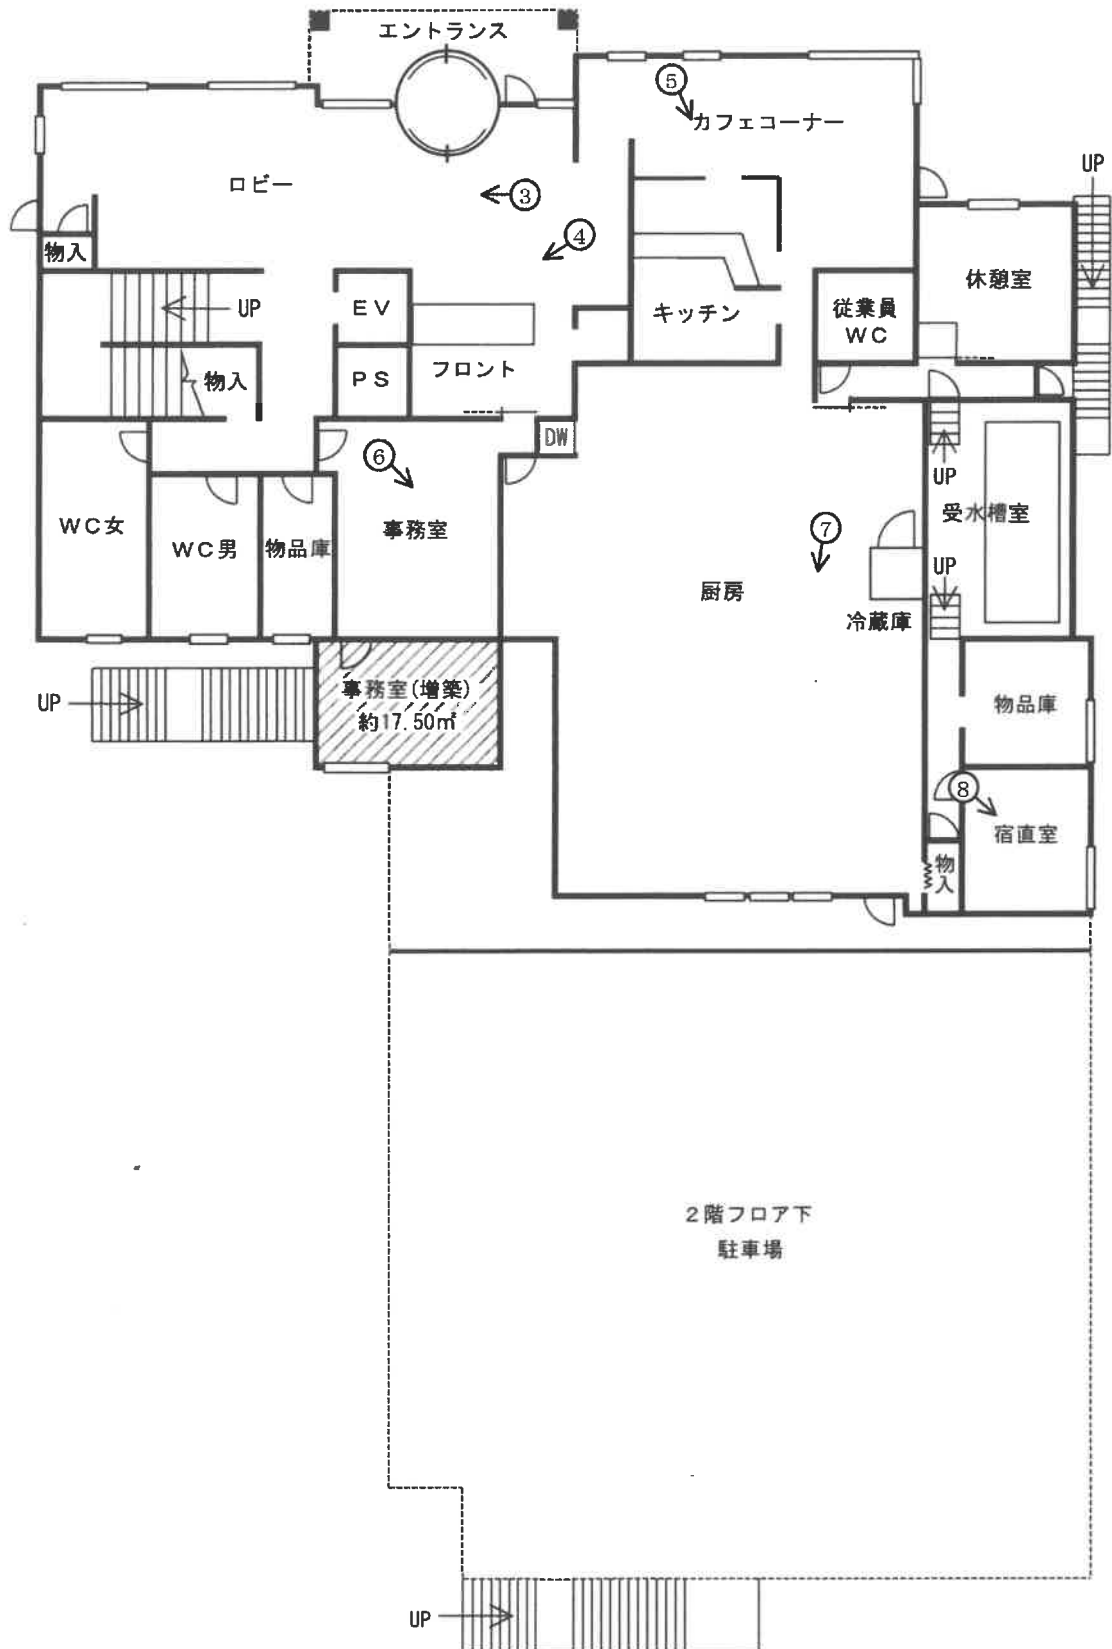 エントランス
⑤
カフェコーナー
UP
ロビー
③
④
物入
休憩室
UP
EV
キッチン
従業員
WC
フロント
PS
物入
DW
⑥
UP
WC女
WC男
物品庫
事務室
⑦
受水槽室
UP
厨房
冷蔵庫
UP
事務室(増築)
約17.50㎡
物品庫
⑧
宿直室
物入
2階フロア下
駐車場
UP